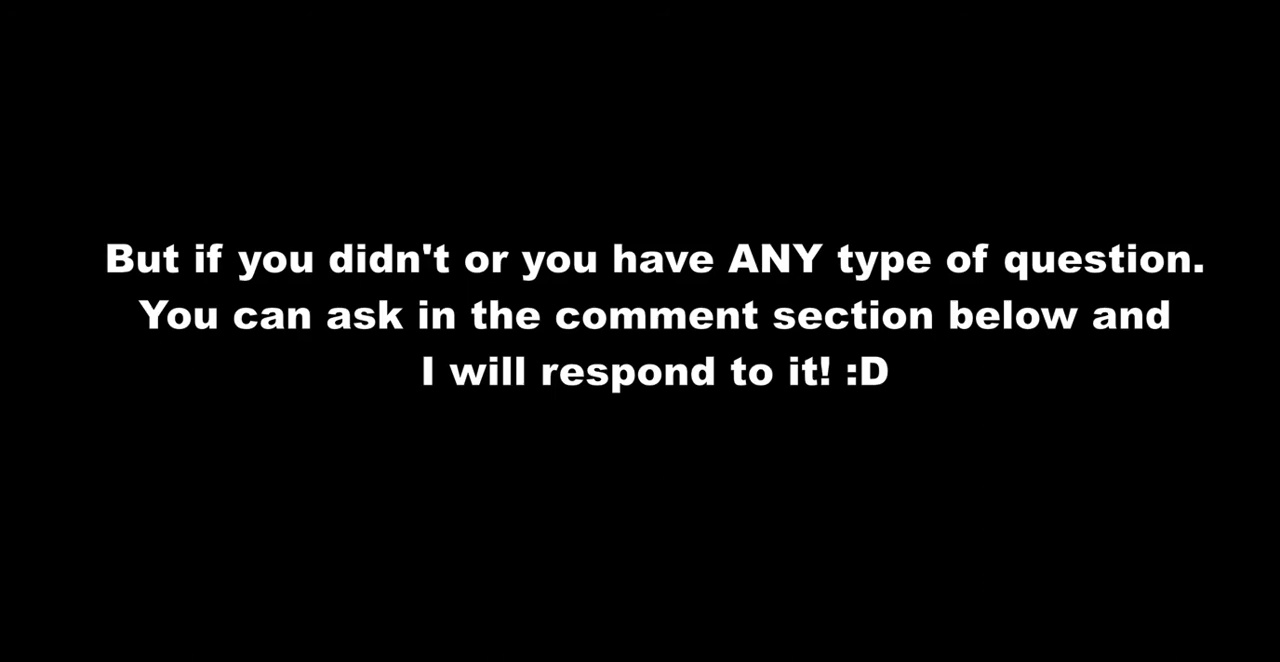 But if you didn't or you have ANY type of question.
You can ask in the comment section below and
I will respond to it! :D